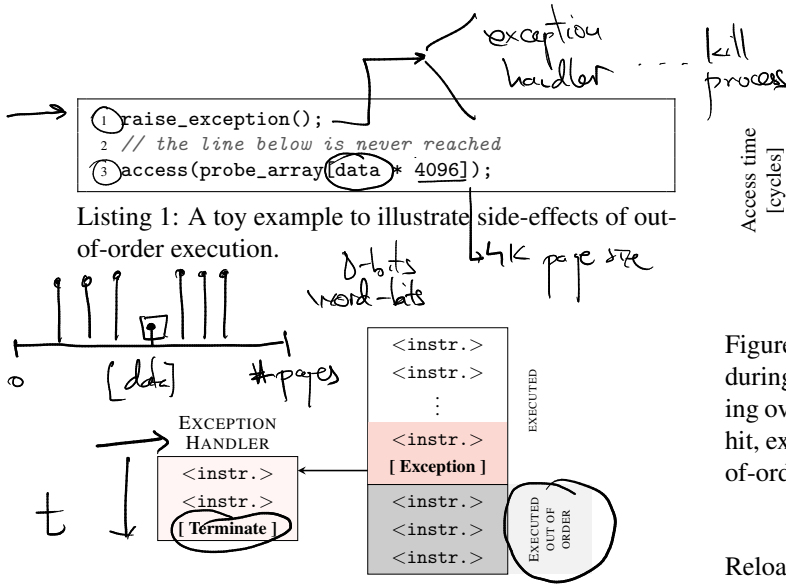 exception
handler ---- kill
process
1 raise_exception();
2 // the line below is never reached
3 access(probe_array[data * 4096]);
Listing 1: A toy example to illustrate side-effects of out-
of-order execution.
4K page size
word-bits
0 [data] #pages
Access time
[cycles]
<instr.>
<instr.>
⋮
<instr.>
[ Exception ]
<instr.>
<instr.>
<instr.>
EXECUTED
EXECUTED
OUT OF
ORDER
EXCEPTION
HANDLER
<instr.>
<instr.>
[ Terminate ]
t
Figure
during
ing ov
hit, ex
of-ord
Reloa